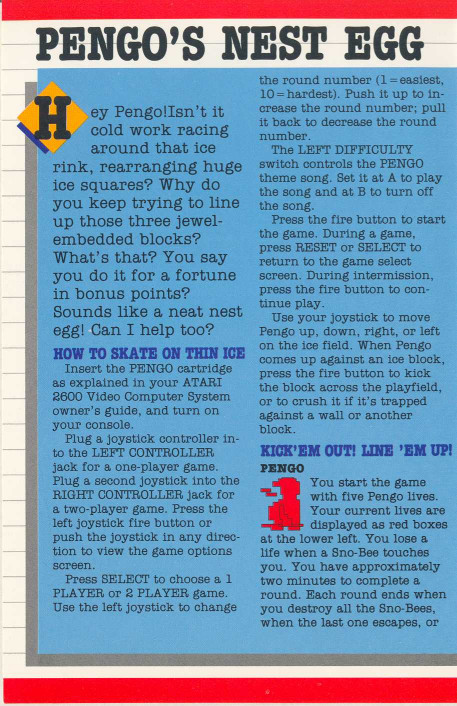 PENGO'S NEST EGG
Hey Pengo!Isn't it
cold work racing
around that ice
rink, rearranging huge
ice squares? Why do
you keep trying to line
up those three jewel-
embedded blocks?
What's that? You say
you do it for a fortune
in bonus points?
Sounds like a neat nest
egg! Can I help too?
HOW TO SKATE ON THIN ICE
Insert the PENGO cartridge
as explained in your ATARI
2600 Video Computer System
owner's guide, and turn on
your console.
Plug a joystick controller in-
to the LEFT CONTROLLER
jack for a one-player game.
Plug a second joystick into the
RIGHT CONTROLLER jack for
a two-player game. Press the
left joystick fire button or
push the joystick in any direc-
tion to view the game options
screen.
Press SELECT to choose a 1
PLAYER or 2 PLAYER game.
Use the left joystick to change
the round number (1=easiest,
10=hardest). Push it up to in-
crease the round number; pull
it back to decrease the round
number.
The LEFT DIFFICULTY
switch controls the PENGO
theme song. Set it at A to play
the song and at B to turn off
the song.
Press the fire button to start
the game. During a game,
press RESET or SELECT to
return to the game select
screen. During intermission,
press the fire button to con-
tinue play.
Use your joystick to move
Pengo up, down, right, or left
on the ice field. When Pengo
comes up against an ice block,
press the fire button to kick
the block across the playfield,
or to crush it if it's trapped
against a wall or another
block.
KICK'EM OUT! LINE 'EM UP!
PENGO
You start the game
with five Pengo lives.
Your current lives are
displayed as red boxes
at the lower left. You lose a
life when a Sno-Bee touches
you. You have approximately
two minutes to complete a
round. Each round ends when
you destroy all the Sno-Bees,
when the last one escapes, or